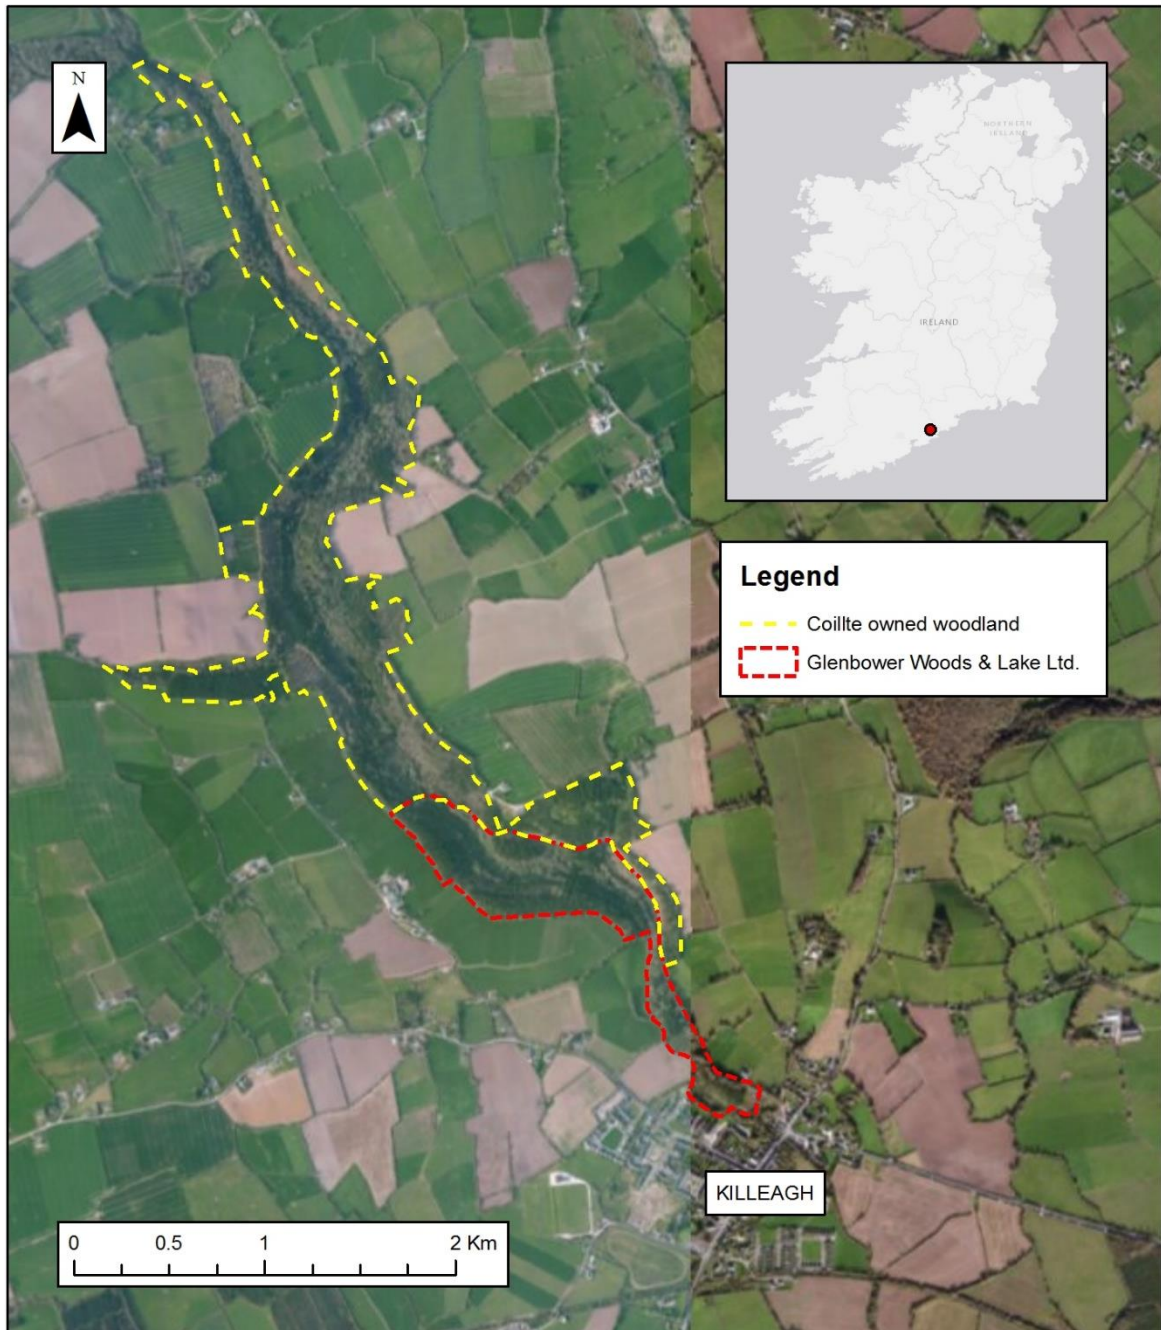 N
NORTHERN
IRELAND
IRELAND
Legend
Coillte owned woodland
Glenbower Woods & Lake Ltd.
KILLEAGH
0 0.5 1 2 Km